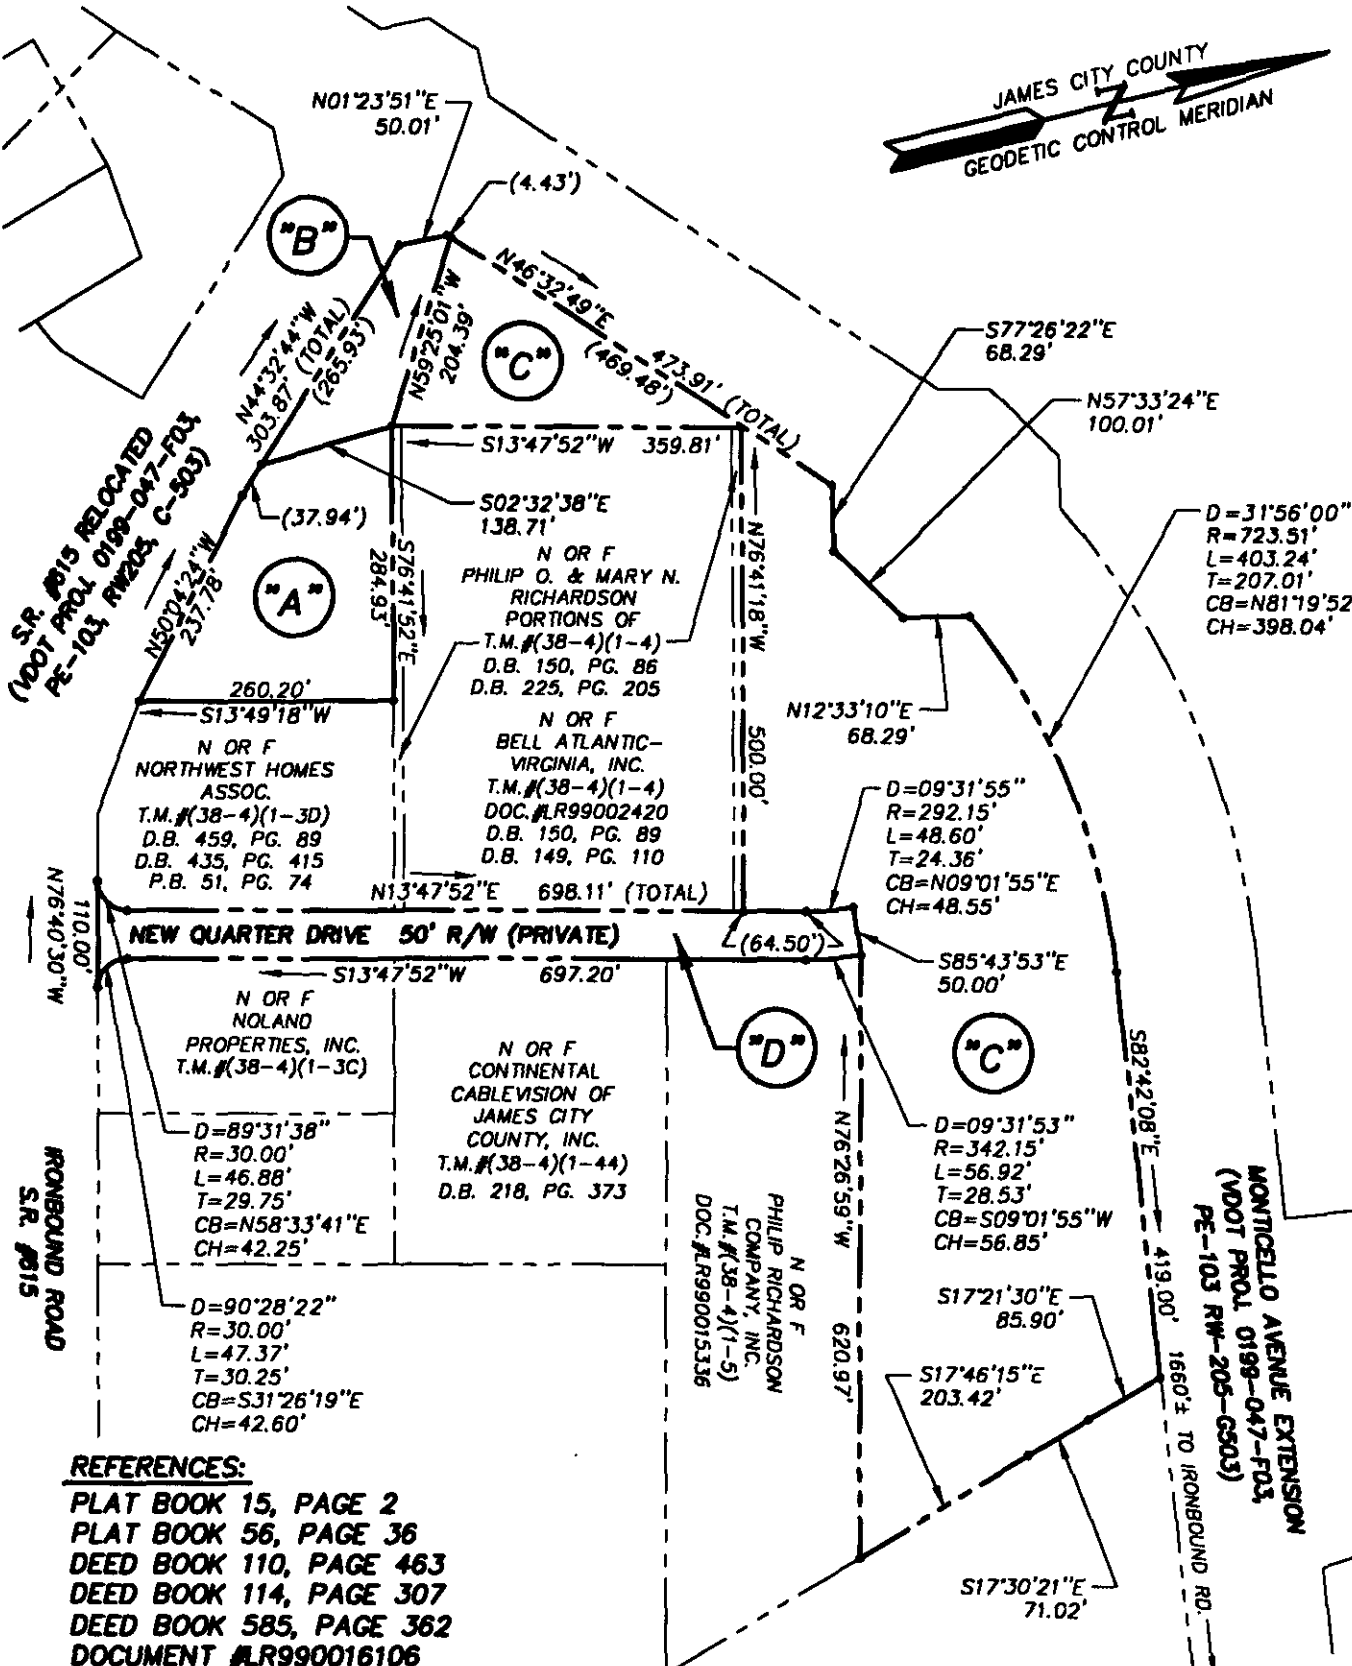 JAMES CITY COUNTY
Z
GEODETIC CONTROL MERIDIAN
N01°23'51"E
50.01'
(4.43')
"B"
N46°32'49"E
473.91' (TOTAL)
(469.48')
N59°25'01"W
204.39'
"C"
N44°32'44"W
303.87' (TOTAL)
(265.93')
S77°26'22"E
68.29'
N57°33'24"E
100.01'
S13°47'52"W 359.81'
S02°32'38"E
138.71'
(37.94')
S.R. #615 RELOCATED
(VDOT PROJ. 0199-047-F03,
PE-103, RW205, C-503)
N50°04'24"W
237.78'
"A"
S76°41'52"E
284.93'
N OR F
PHILIP O. & MARY N.
RICHARDSON
PORTIONS OF
T.M.#(38-4)(1-4)
D.B. 150, PG. 86
D.B. 225, PG. 205
N76°41'18"W
500.00'
D=31°56'00"
R=723.51'
L=403.24'
T=207.01'
CB=N81°19'52
CH=398.04'
N12°33'10"E
68.29'
260.20'
S13°49'18"W
N OR F
NORTHWEST HOMES
ASSOC.
T.M.#(38-4)(1-3D)
D.B. 459, PG. 89
D.B. 435, PG. 415
P.B. 51, PG. 74
N OR F
BELL ATLANTIC-
VIRGINIA, INC.
T.M.#(38-4)(1-4)
DOC.#LR99002420
D.B. 150, PG. 89
D.B. 149, PG. 110
D=09°31'55"
R=292.15'
L=48.60'
T=24.36'
CB=N09°01'55"E
CH=48.55'
N13°47'52"E 698.11' (TOTAL)
N76°40'30"W
110.00'
NEW QUARTER DRIVE 50' R/W (PRIVATE)
(64.50')
S85°43'53"E
50.00'
S13°47'52"W 697.20'
N OR F
NOLAND
PROPERTIES, INC.
T.M.#(38-4)(1-3C)
N OR F
CONTINENTAL
CABLEVISION OF
JAMES CITY
COUNTY, INC.
T.M.#(38-4)(1-44)
D.B. 218, PG. 373
"D"
"C"
D=89°31'38"
R=30.00'
L=46.88'
T=29.75'
CB=N58°33'41"E
CH=42.25'
D=09°31'53"
R=342.15'
L=56.92'
T=28.53'
CB=S09°01'55"W
CH=56.85'
S82°42'08"E
419.00'
1660'± TO IRONBOUND RD.
MONTICELLO AVENUE EXTENSION
(VDOT PROJ. 0199-047-F03,
PE-103 RW-205-G503)
N76°26'59"W
620.97'
N OR F
PHILIP RICHARDSON
COMPANY, INC.
T.M.#(38-4)(1-5)
DOC.#LR990015336
IRONBOUND ROAD
S.R. #615
D=90°28'22"
R=30.00'
L=47.37'
T=30.25'
CB=S31°26'19"E
CH=42.60'
S17°21'30"E
85.90'
S17°46'15"E
203.42'
S17°30'21"E
71.02'
REFERENCES:
PLAT BOOK 15, PAGE 2
PLAT BOOK 56, PAGE 36
DEED BOOK 110, PAGE 463
DEED BOOK 114, PAGE 307
DEED BOOK 585, PAGE 362
DOCUMENT #LR990016106